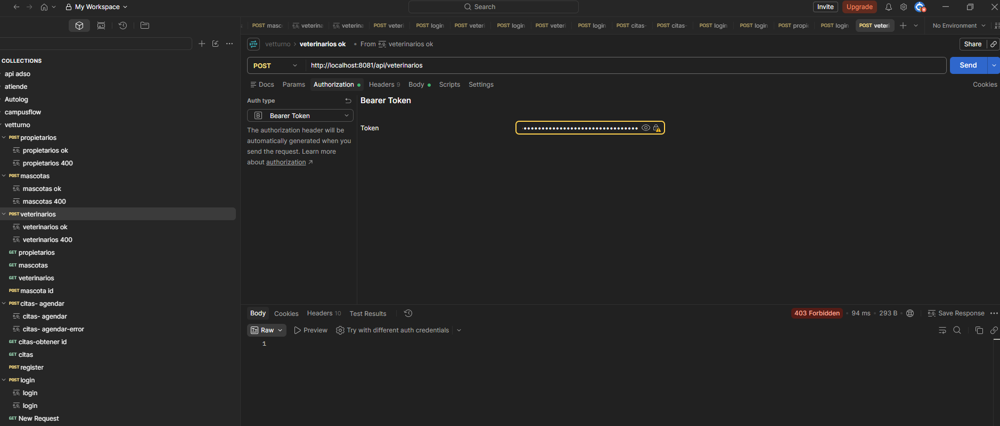 My Workspace
Search
Invite
Upgrade
POST masc
veterina
veterina
POST veteri
POST login
POST veteri
POST login
POST veteri
POST login
POST citas-
POST citas-
POST login
POST login
POST propie
POST login
POST veteri
No Environment
vetturno > veterinarios ok • From e.g. veterinarios ok
Share
POST
http://localhost:8081/api/veterinarios
Send
Docs
Params
Authorization
Headers 9
Body
Scripts
Settings
Cookies
Auth type
B Bearer Token
The authorization header will be
automatically generated when you
send the request. Learn more
about authorization
Bearer Token
Token
COLLECTIONS
api adso
atiende
Autolog
campusflow
vetturno
POST propietarios
e.g. propietarios ok
e.g. propietarios 400
POST mascotas
e.g. mascotas ok
e.g. mascotas 400
POST veterinarios
e.g. veterinarios ok
e.g. veterinarios 400
GET propietarios
GET mascotas
GET veterinarios
POST mascota id
POST citas- agendar
e.g. citas- agendar
e.g. citas- agendar-error
GET citas-obtener id
GET citas
POST register
POST login
e.g. login
e.g. login
GET New Request
Body
Cookies
Headers 10
Test Results
403 Forbidden • 94 ms • 293 B
e.g. Save Response
Raw
Preview
Try with different auth credentials
1